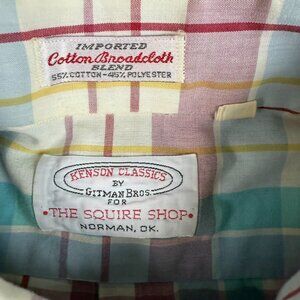 IMPORTED
Cotton Broadcloth
BLEND
55% COTTON-45% POLYESTER
KENSON CLASSICS
BY
GITMAN BROS.
FOR
• THE SQUIRE SHOP •
NORMAN, OK.